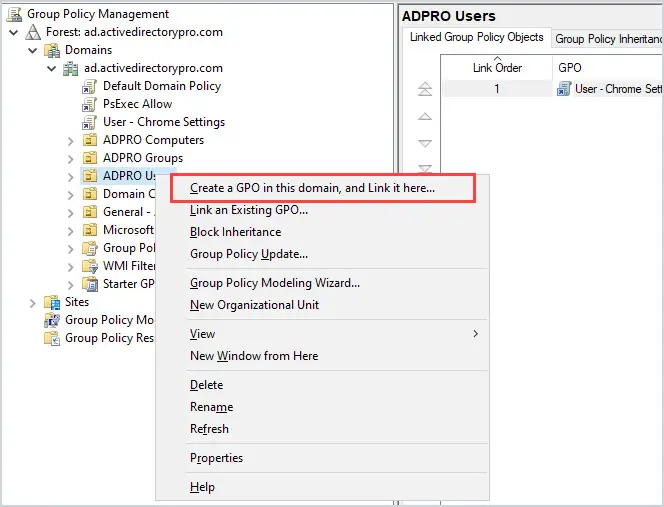 Group Policy Management
Forest: ad.activedirectorypro.com
Domains
ad.activedirectorypro.com
Default Domain Policy
PsExec Allow
User - Chrome Settings
ADPRO Computers
ADPRO Groups
ADPRO Us
Domain C
General -
Microsoft
Group Poli
WMI Filter
Starter GP
Sites
Group Policy Mo
Group Policy Res
Create a GPO in this domain, and Link it here...
Link an Existing GPO...
Block Inheritance
Group Policy Update...
Group Policy Modeling Wizard...
New Organizational Unit
View
New Window from Here
Delete
Rename
Refresh
Properties
Help
ADPRO Users
Linked Group Policy Objects Group Policy Inheritanc
Link Order GPO
1 User - Chrome Setti